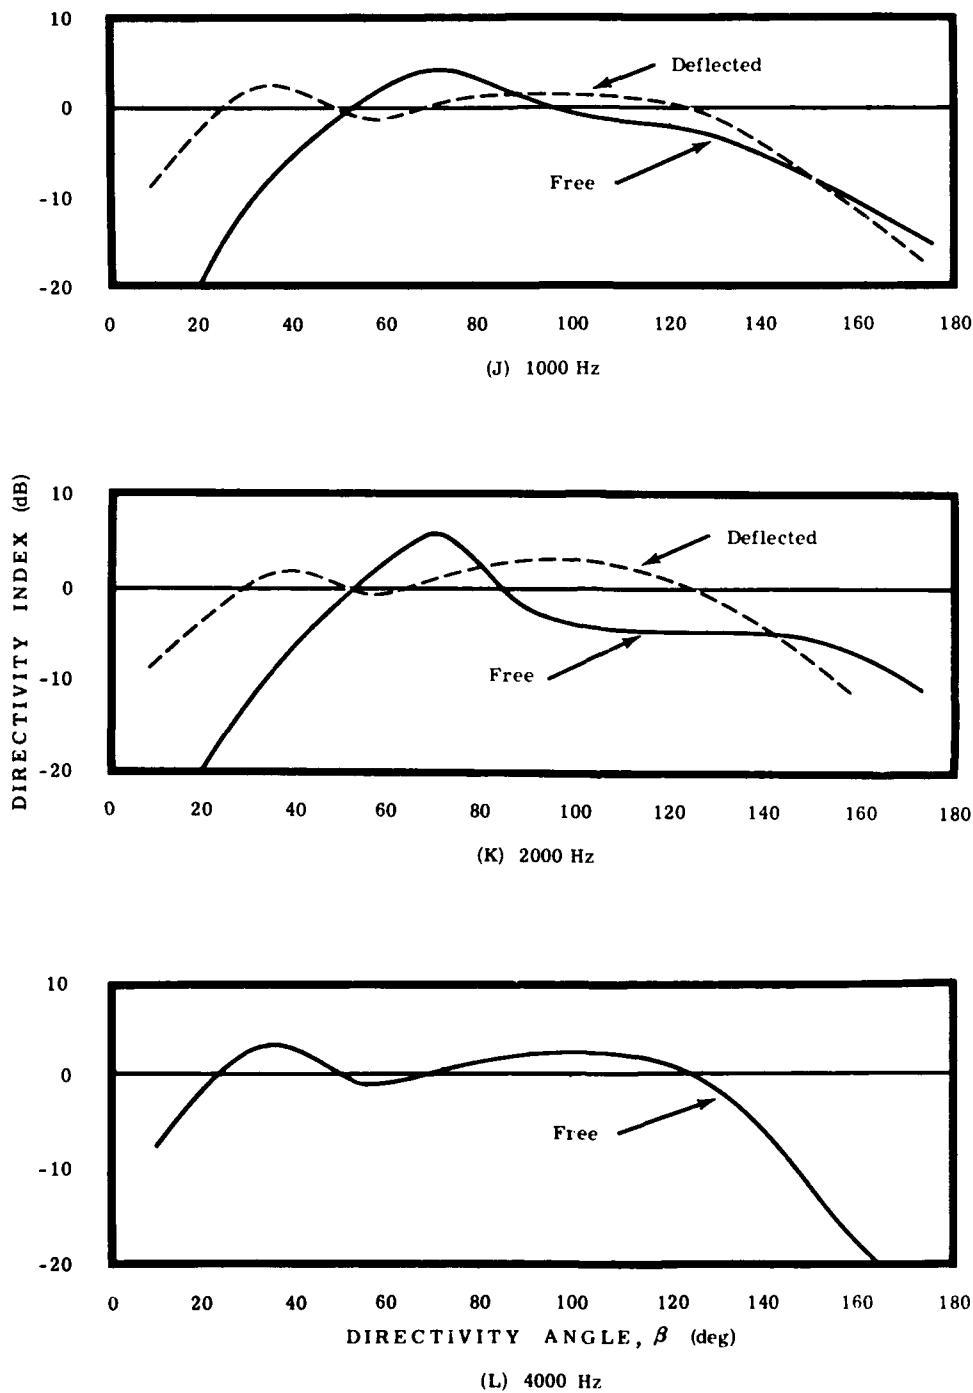 10
Deflected
0
Free
-10
-20
0 20 40 60 80 100 120 140 160 180
(J) 1000 Hz
DIRECTIVITY INDEX (dB)
10
Deflected
0
Free
-10
-20
0 20 40 60 80 100 120 140 160 180
(K) 2000 Hz
10
0
Free
-10
-20
0 20 40 60 80 100 120 140 160 180
DIRECTIVITY ANGLE, β (deg)
(L) 4000 Hz